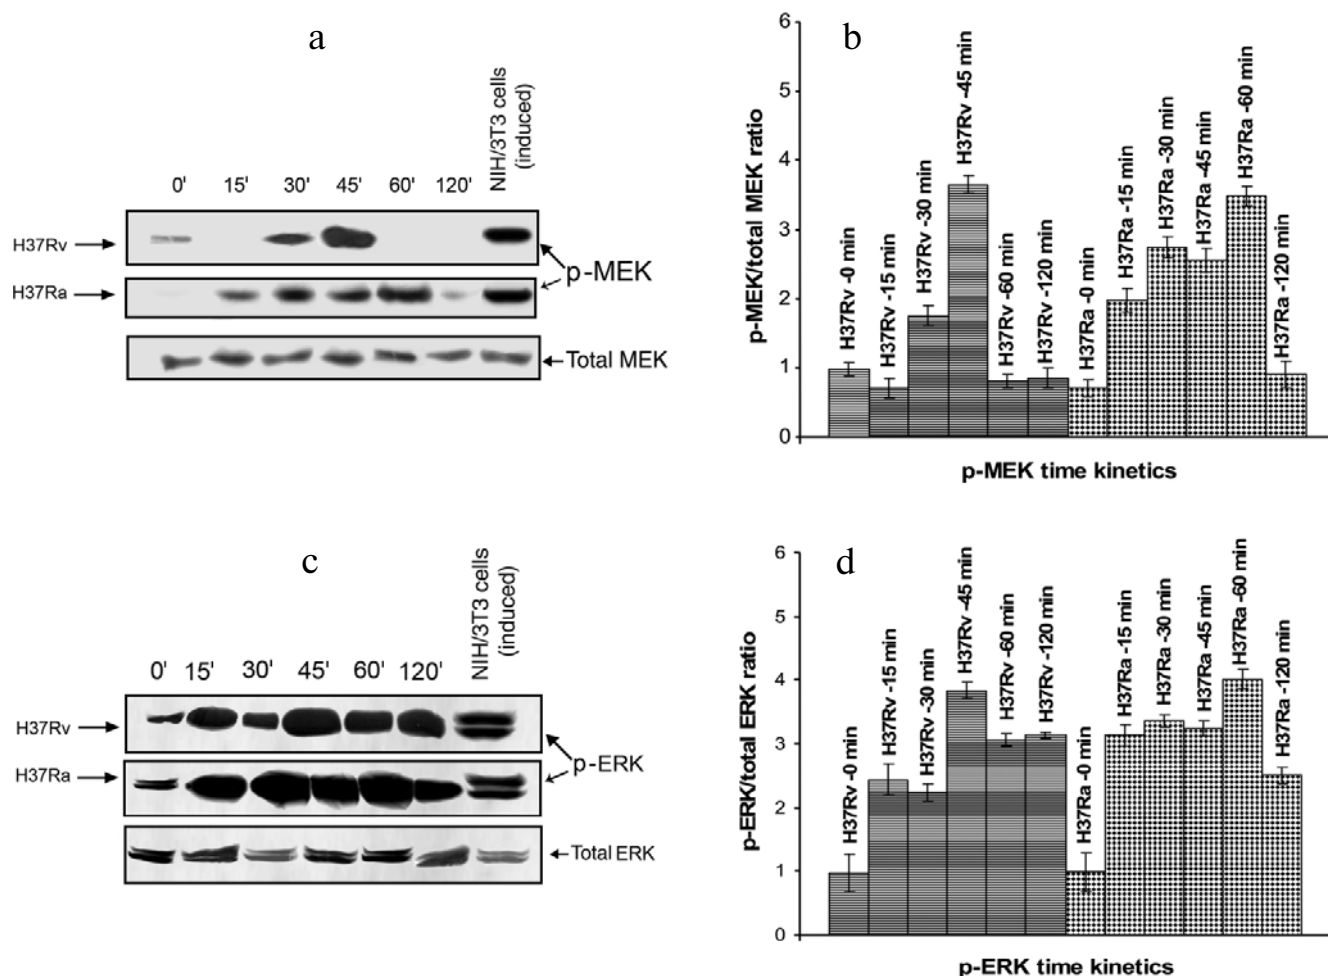 a
NIH/3T3 cells
(induced)
0' 15' 30' 45' 60' 120'
H37Rv
p-MEK
H37Ra
Total MEK
b
p-MEK/total MEK ratio
6
5
4
3
2
1
0
H37Rv -0 min
H37Rv -15 min
H37Rv -30 min
H37Rv -45 min
H37Rv -60 min
H37Rv -120 min
H37Ra -0 min
H37Ra -15 min
H37Ra -30 min
H37Ra -45 min
H37Ra -60 min
H37Ra -120 min
p-MEK time kinetics
c
NIH/3T3 cells
(induced)
0' 15' 30' 45' 60' 120'
H37Rv
p-ERK
H37Ra
Total ERK
d
p-ERK/total ERK ratio
6
5
4
3
2
1
0
H37Rv -0 min
H37Rv -15 min
H37Rv -30 min
H37Rv -45 min
H37Rv -60 min
H37Rv -120 min
H37Ra -0 min
H37Ra -15 min
H37Ra -30 min
H37Ra -45 min
H37Ra -60 min
H37Ra -120 min
p-ERK time kinetics